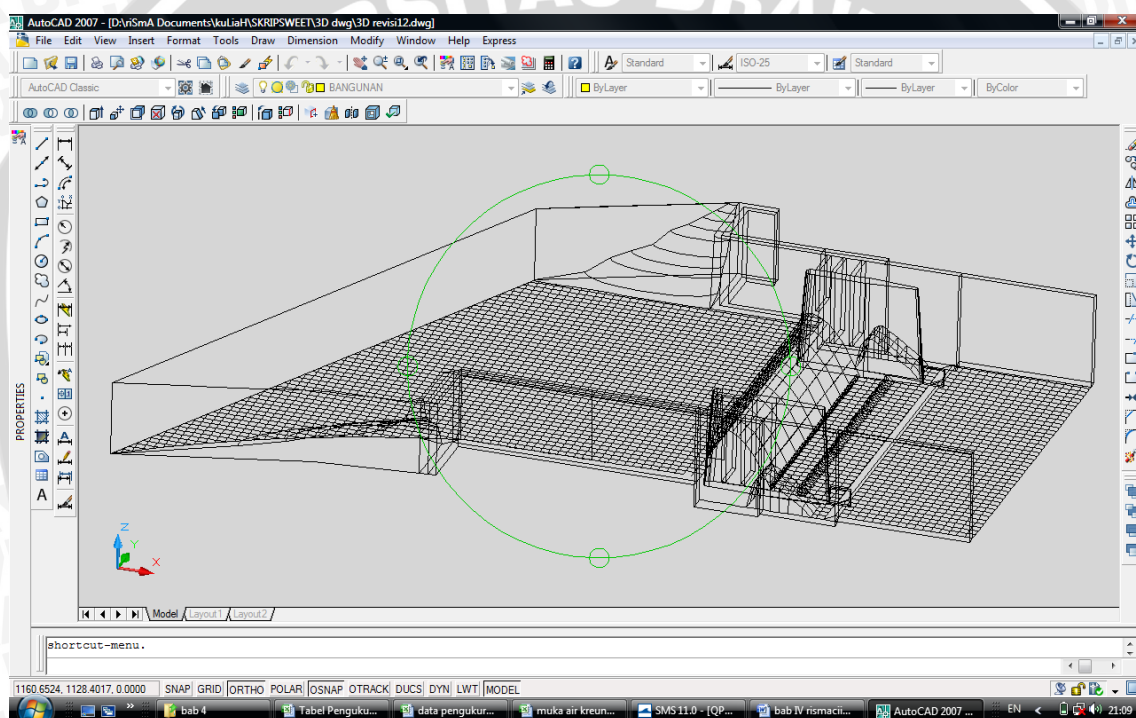 AutoCAD 2007 - [D:\riSmA Documents\kuLiaH\SKRIPSWEET\3D dwg\3D revisi12.dwg]
File Edit View Insert Format Tools Draw Dimension Modify Window Help Express
Standard ISO-25 Standard
AutoCAD Classic BANGUNAN ByLayer ByLayer ByLayer ByColor
PROPERTIES
Z
Y
X
Model Layout1 Layout2
shortcut-menu.
1160.6524, 1128.4017, 0.0000 SNAP GRID ORTHO POLAR OSNAP OTRACK DUCS DYN LWT MODEL
bab 4 Tabel Penguku... data pengukur... muka air kreun... SMS 11.0 - [QP... bab IV rismacii... AutoCAD 2007 ... EN 21:09